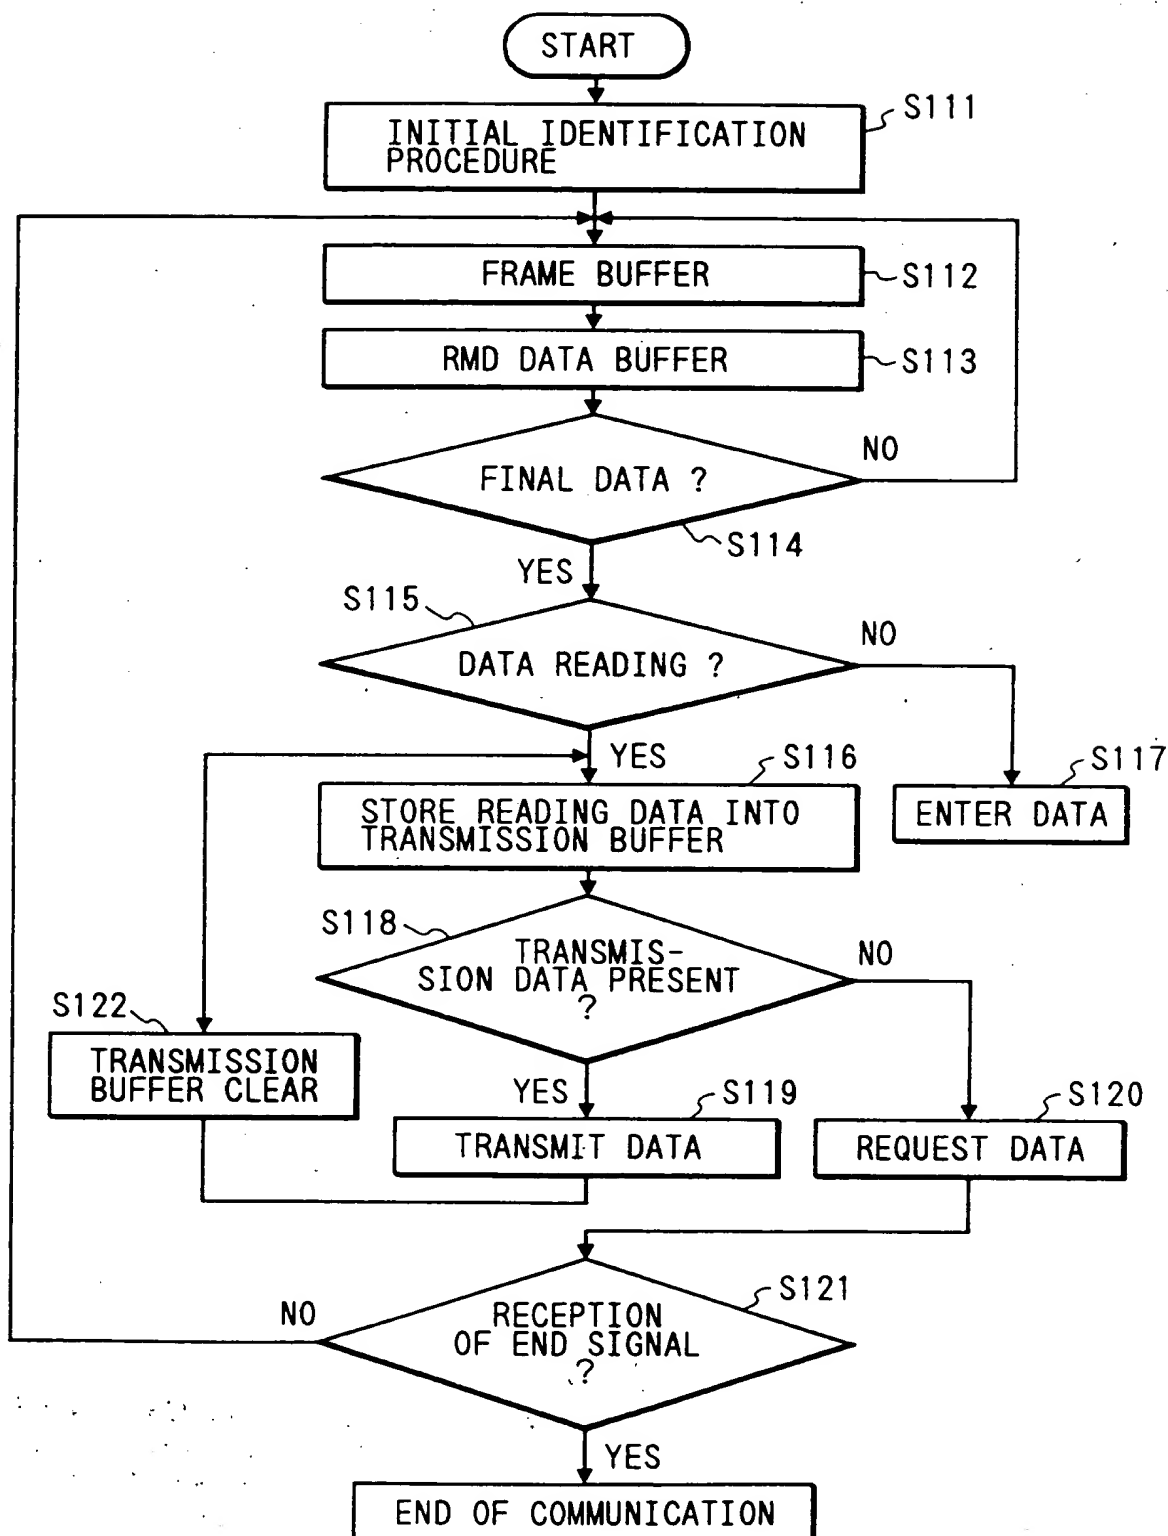 START
S111
INITIAL IDENTIFICATION
PROCEDURE
FRAME BUFFER
S112
RMD DATA BUFFER
S113
NO
FINAL DATA ?
S114
YES
S115
NO
DATA READING ?
YES
S116
S117
STORE READING DATA INTO
TRANSMISSION BUFFER
ENTER DATA
S118
TRANSMIS-
SION DATA PRESENT
?
NO
S122
TRANSMISSION
BUFFER CLEAR
YES
S119
S120
TRANSMIT DATA
REQUEST DATA
S121
NO
RECEPTION
OF END SIGNAL
?
YES
END OF COMMUNICATION